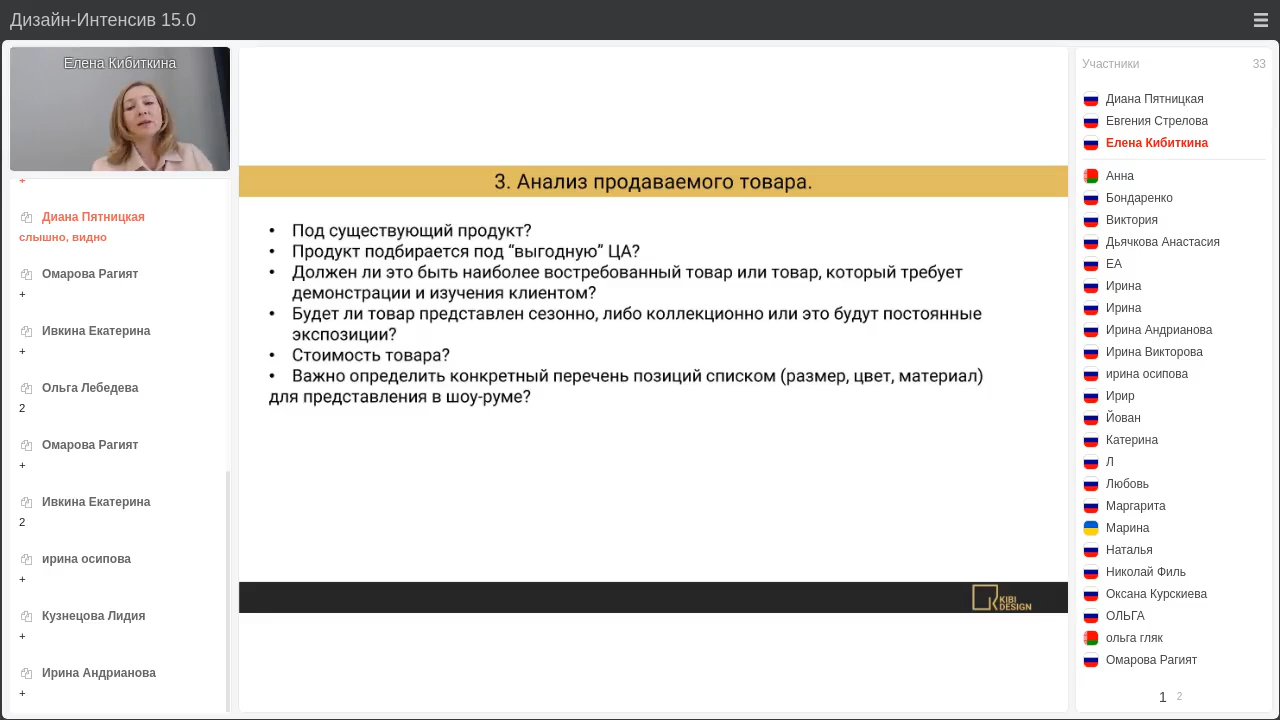 Дизайн-Интенсив 15.0
Елена Кибиткина
+
Диана Пятницкая
слышно, видно
Омарова Рагият
+
Ивкина Екатерина
+
Ольга Лебедева
2
Омарова Рагият
+
Ивкина Екатерина
2
ирина осипова
+
Кузнецова Лидия
+
Ирина Андрианова
+
3. Анализ продаваемого товара.
• Под существующий продукт?
• Продукт подбирается под “выгодную” ЦА?
• Должен ли это быть наиболее востребованный товар или товар, который требует
демонстрации и изучения клиентом?
• Будет ли товар представлен сезонно, либо коллекционно или это будут постоянные
экспозиции?
• Стоимость товара?
• Важно определить конкретный перечень позиций списком (размер, цвет, материал)
для представления в шоу-руме?
KIBI
DESIGN
Участники 33
Диана Пятницкая
Евгения Стрелова
Елена Кибиткина
Анна
Бондаренко
Виктория
Дьячкова Анастасия
ЕА
Ирина
Ирина
Ирина Андрианова
Ирина Викторова
ирина осипова
Ирир
Йован
Катерина
Л
Любовь
Маргарита
Марина
Наталья
Николай Филь
Оксана Курскиева
ОЛЬГА
ольга гляк
Омарова Рагият
1 2